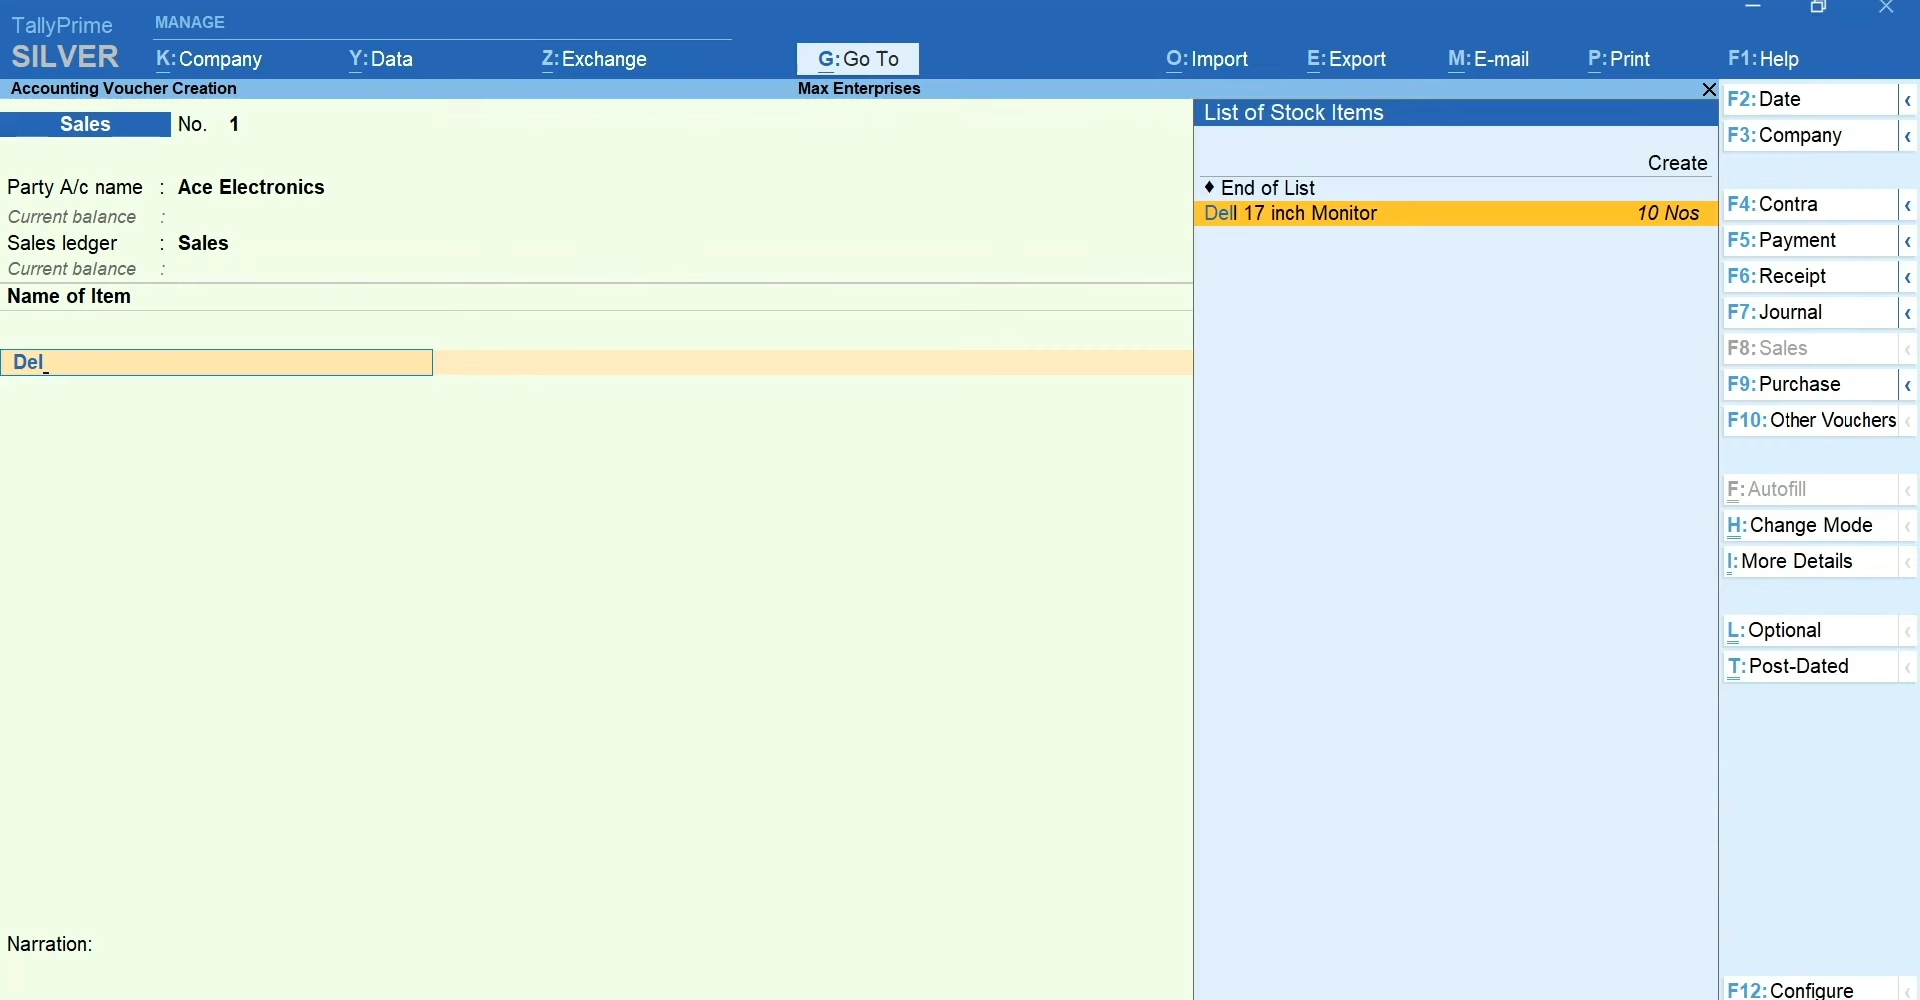 TallyPrime
MANAGE
SILVER
K:Company
Y:Data
Z:Exchange
G:Go To
O:Import
E:Export
M:E-mail
P:Print
F1:Help
Accounting Voucher Creation
Max Enterprises
Sales No. 1
Party A/c name : Ace Electronics
Current balance :
Sales ledger : Sales
Current balance :
Name of Item
Del
Narration:
List of Stock Items
Create
♦ End of List
Dell 17 inch Monitor 10 Nos
F2:Date
F3:Company
F4:Contra
F5:Payment
F6:Receipt
F7:Journal
F8:Sales
F9:Purchase
F10:Other Vouchers
F:Autofill
H:Change Mode
I:More Details
L:Optional
T:Post-Dated
F12:Configure